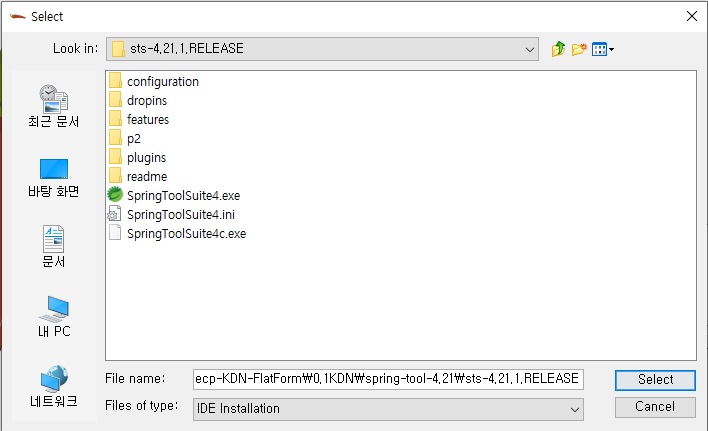 Select
Look in: sts-4.21.1.RELEASE
최근 문서
바탕 화면
문서
내 PC
네트워크
configuration
dropins
features
p2
plugins
readme
SpringToolSuite4.exe
SpringToolSuite4.ini
SpringToolSuite4c.exe
File name: ecp-KDN-FlatForm₩0.1KDN₩spring-tool-4.21₩sts-4.21.1.RELEASE Select
Files of type: IDE Installation Cancel